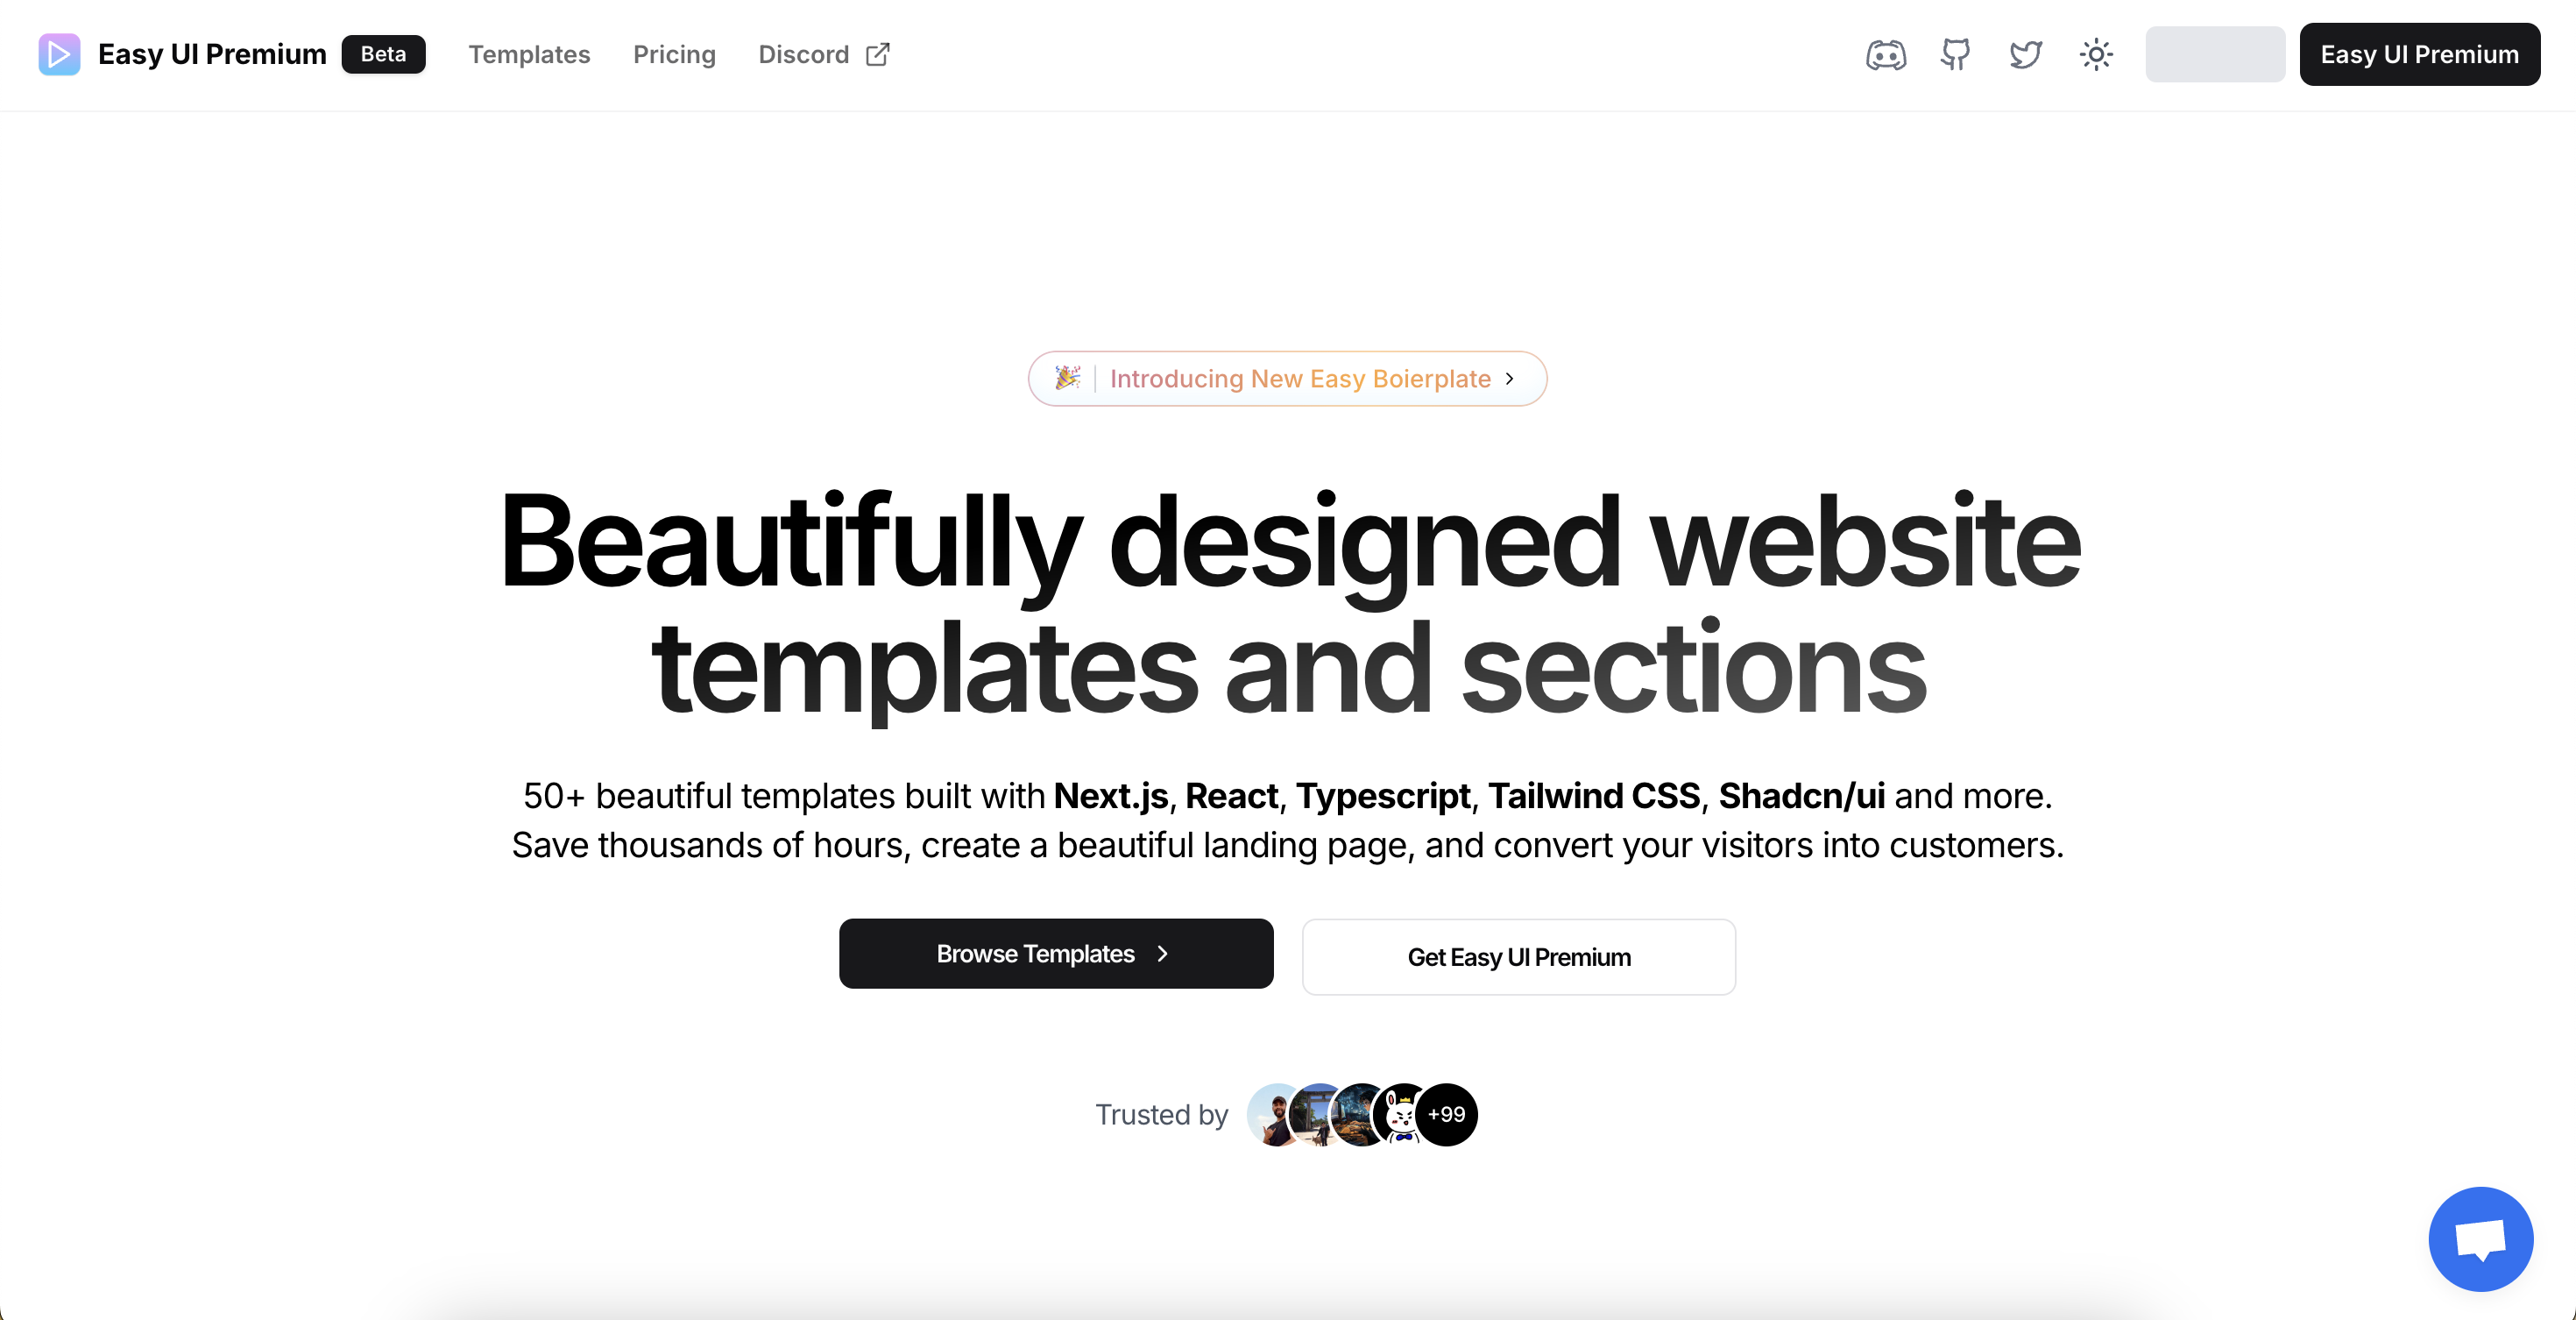 Easy UI Premium Beta Templates Pricing Discord Easy UI Premium
🎉 Introducing New Easy Boierplate
Beautifully designed website
templates and sections
50+ beautiful templates built with Next.js, React, Typescript, Tailwind CSS, Shadcn/ui and more.
Save thousands of hours, create a beautiful landing page, and convert your visitors into customers.
Browse Templates Get Easy UI Premium
Trusted by +99